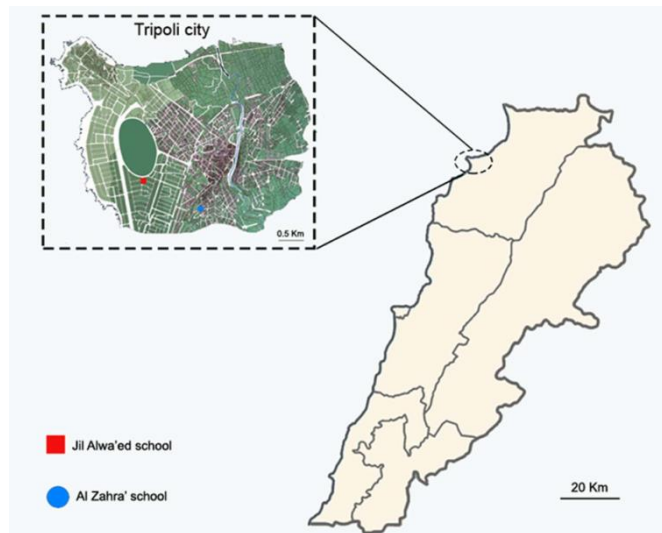 Tripoli city
0.5 Km
Jil Alwa'ed school
Al Zahra' school
20 Km